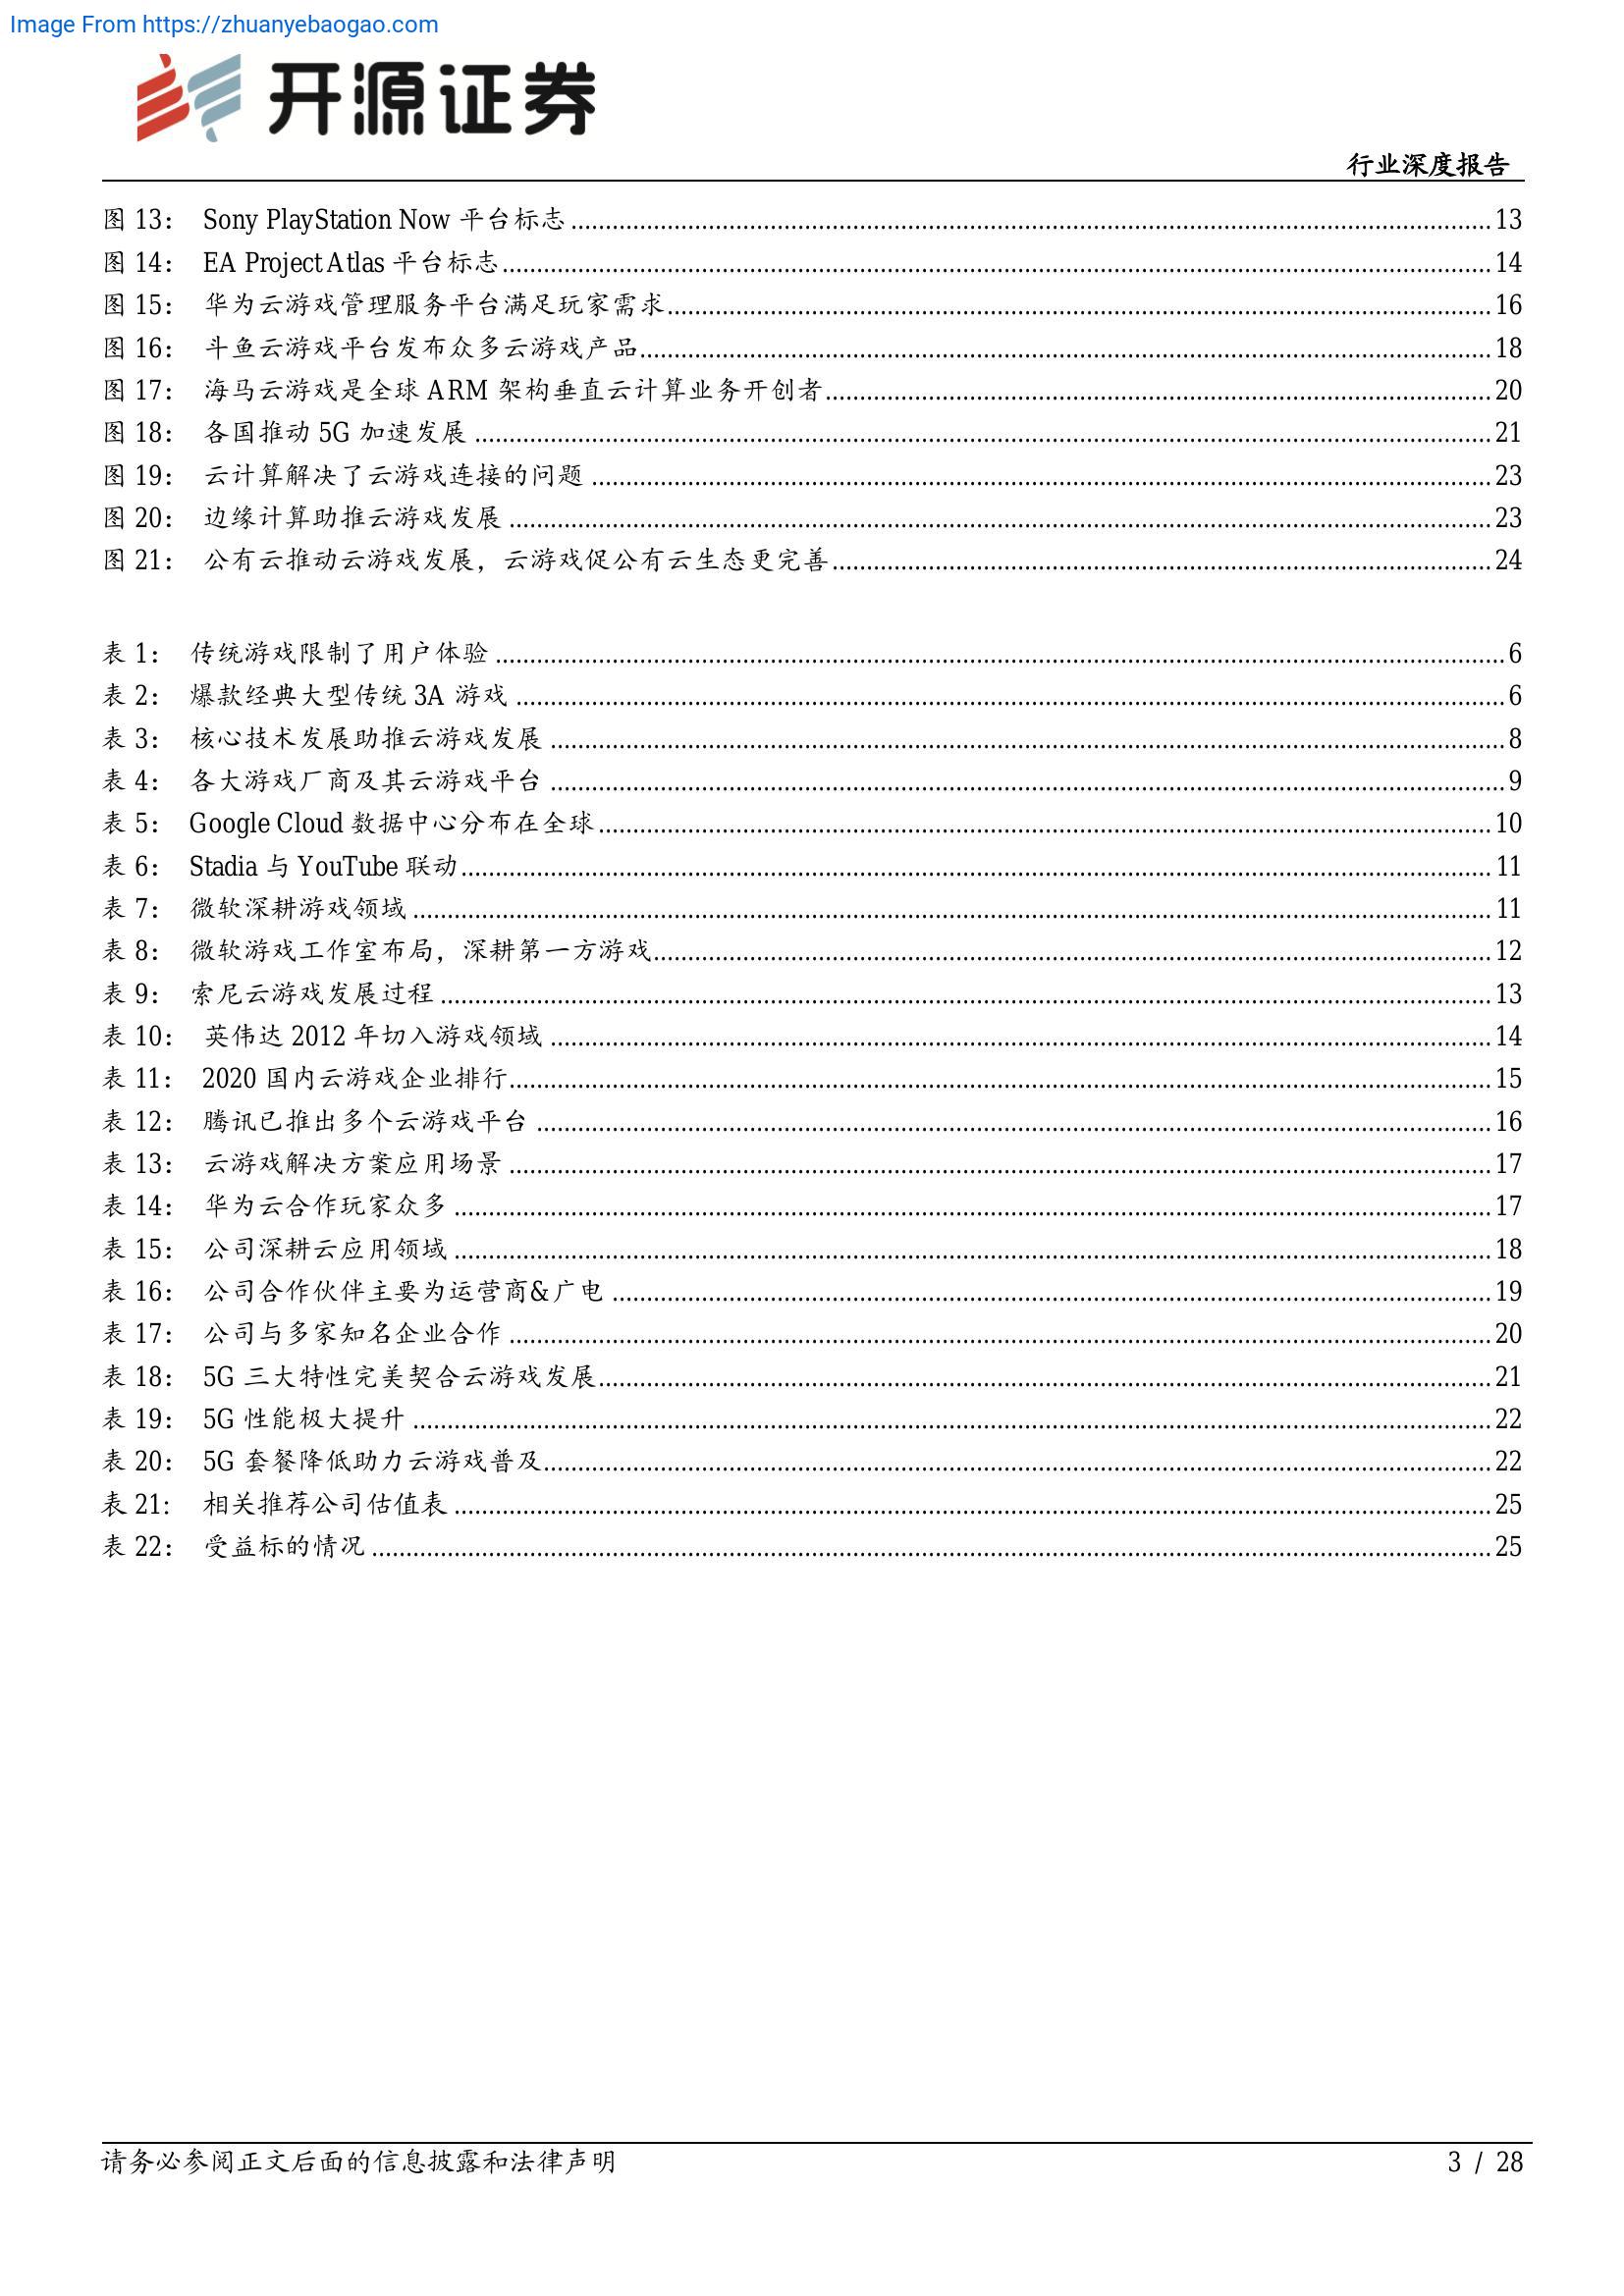 Image From https://zhuanyebaogao.com
开源证券
行业深度报告
图 13： Sony PlayStation Now 平台标志 13
图 14： EA Project Atlas 平台标志 14
图 15： 华为云游戏管理服务平台满足玩家需求 16
图 16： 斗鱼云游戏平台发布众多云游戏产品 18
图 17： 海马云游戏是全球 ARM 架构垂直云计算业务开创者 20
图 18： 各国推动 5G 加速发展 21
图 19： 云计算解决了云游戏连接的问题 23
图 20： 边缘计算助推云游戏发展 23
图 21： 公有云推动云游戏发展，云游戏促公有云生态更完善 24
表 1： 传统游戏限制了用户体验 6
表 2： 爆款经典大型传统 3A 游戏 6
表 3： 核心技术发展助推云游戏发展 8
表 4： 各大游戏厂商及其云游戏平台 9
表 5： Google Cloud 数据中心分布在全球 10
表 6： Stadia 与 YouTube 联动 11
表 7： 微软深耕游戏领域 11
表 8： 微软游戏工作室布局，深耕第一方游戏 12
表 9： 索尼云游戏发展过程 13
表 10： 英伟达 2012 年切入游戏领域 14
表 11： 2020 国内云游戏企业排行 15
表 12： 腾讯已推出多个云游戏平台 16
表 13： 云游戏解决方案应用场景 17
表 14： 华为云合作玩家众多 17
表 15： 公司深耕云应用领域 18
表 16： 公司合作伙伴主要为运营商&广电 19
表 17： 公司与多家知名企业合作 20
表 18： 5G 三大特性完美契合云游戏发展 21
表 19： 5G 性能极大提升 22
表 20： 5G 套餐降低助力云游戏普及 22
表 21: 相关推荐公司估值表 25
表 22： 受益标的情况 25
请务必参阅正文后面的信息披露和法律声明 3 / 28